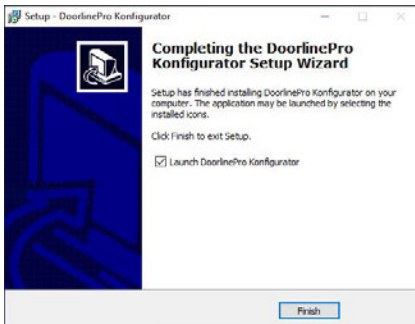 Setup - DoorlinePro Konfigurator
Completing the DoorlinePro
Konfigurator Setup Wizard
Setup has finished installing DoorlinePro Konfigurator on your
computer. The application may be launched by selecting the
installed icons.
Click Finish to exit Setup.
Launch DoorlinePro Konfigurator
Finish